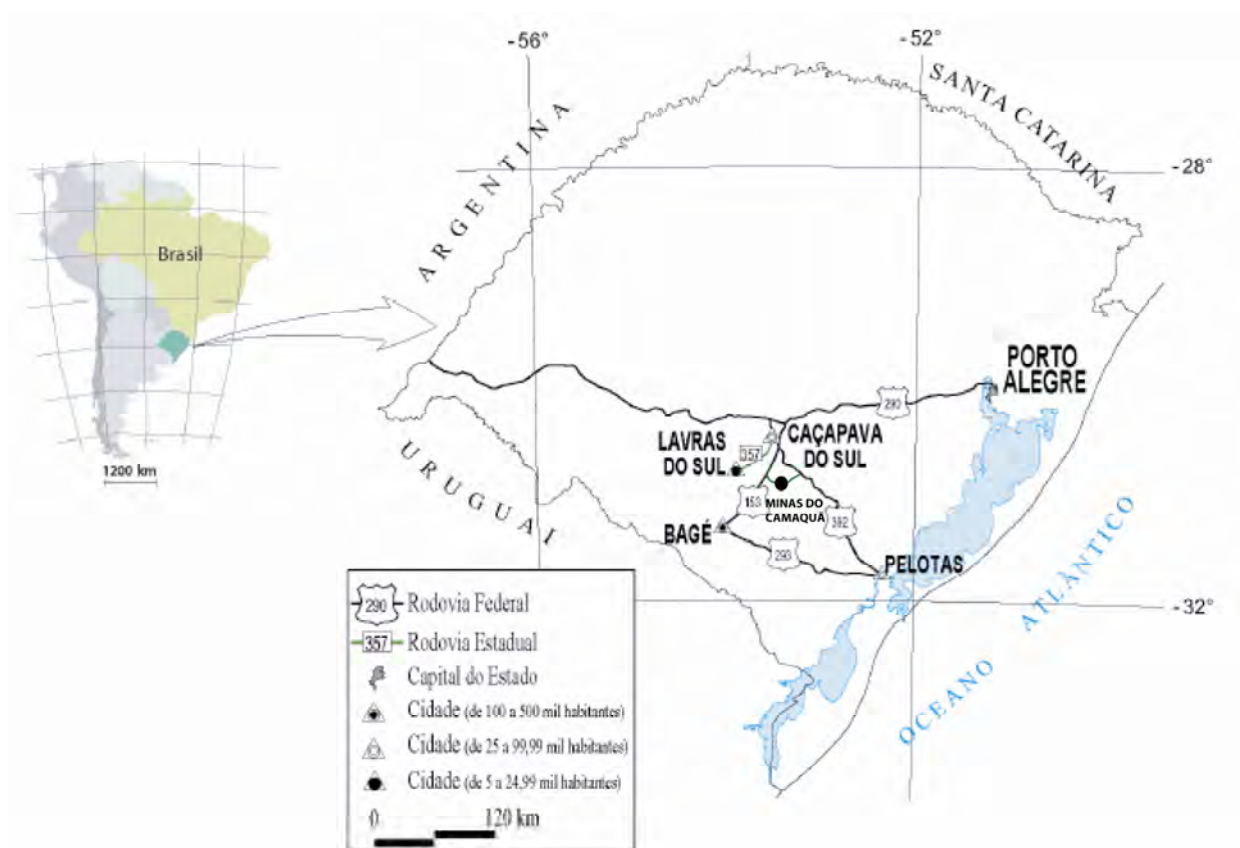 -56°
-52°
SANTA CATARINA
-28°
ARGENTINA
Brasil
1200 km
PORTO
ALEGRE
290
LAVRAS
DO SUL
357
CAÇAPAVA
DO SUL
153
MINAS DO
CAMAQUÃ
392
BAGÉ
293
PELOTAS
URUGUAI
-32°
OCEANO ATLÂNTICO
290 Rodovia Federal
357 Rodovia Estadual
Capital do Estado
Cidade (de 100 a 500 mil habitantes)
Cidade (de 25 a 99,99 mil habitantes)
Cidade (de 5 a 24,99 mil habitantes)
0 120 km